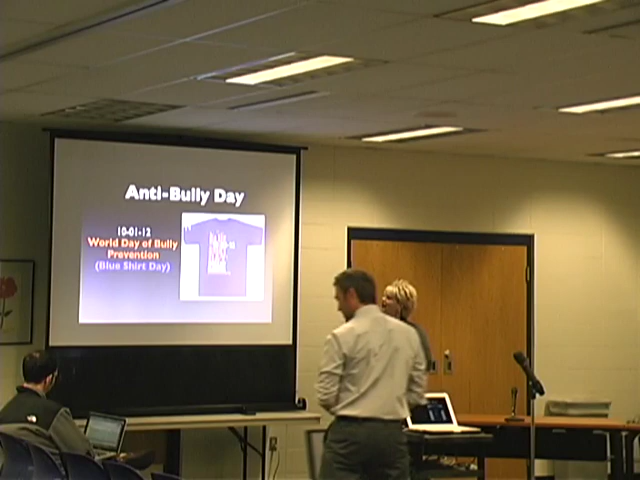 Anti-Bully Day
10-01-12
World Day of Bully
Prevention
(Blue Shirt Day)